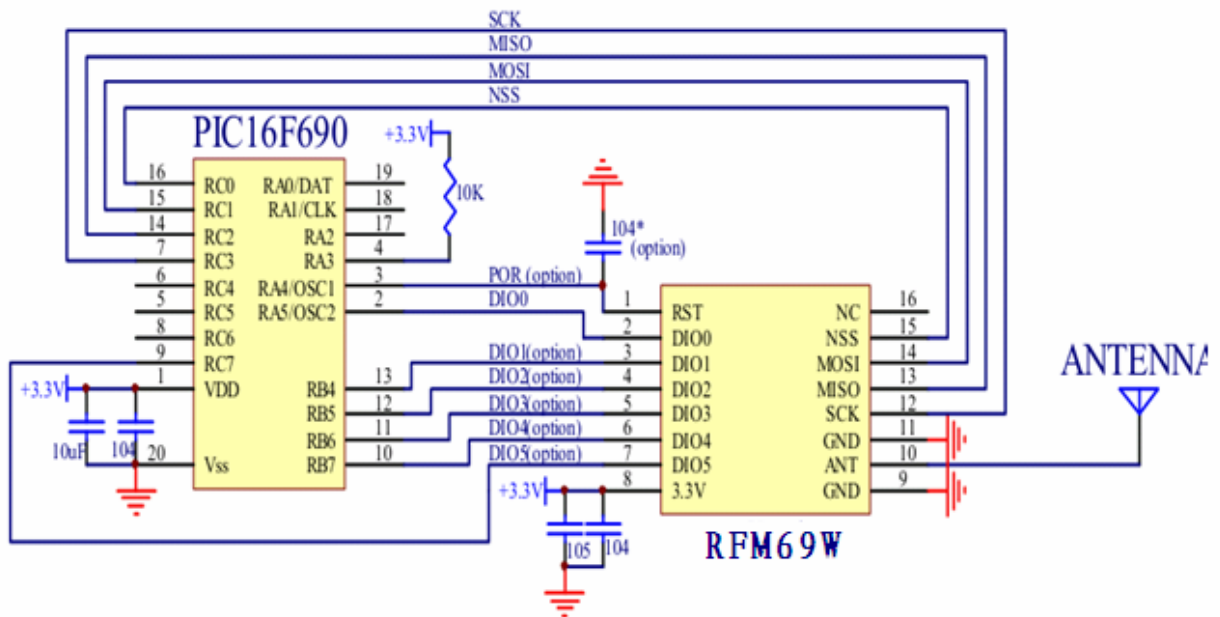 SCK
MISO
MOSI
NSS
PIC16F690
+3.3V
10K
16 RC0 RA0/DAT 19
15 RC1 RA1/CLK 18
14 RC2 RA2 17
7 RC3 RA3 4
6 RC4 RA4/OSC1 3
5 RC5 RA5/OSC2 2
8 RC6
9 RC7
1 VDD RB4 13
RB5 12
RB6 11
20 Vss RB7 10
+3.3V
10uF
104
104*
(option)
POR (option)
DIO0
DIO1(option)
DIO2(option)
DIO3(option)
DIO4(option)
DIO5(option)
1 RST NC 16
2 DIO0 NSS 15
3 DIO1 MOSI 14
4 DIO2 MISO 13
5 DIO3 SCK 12
6 DIO4 GND 11
7 DIO5 ANT 10
8 3.3V GND 9
+3.3V
105
104
RFM69W
ANTENNA